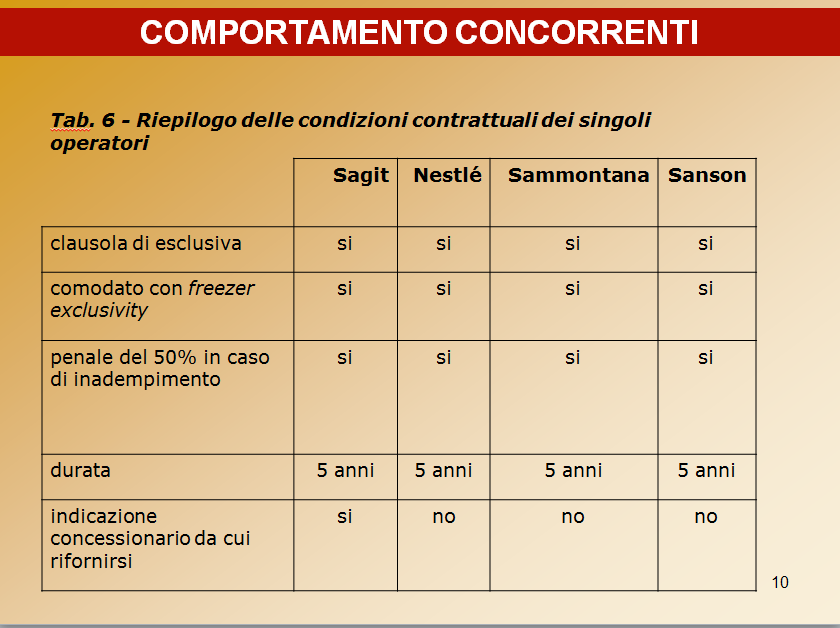 COMPORTAMENTO CONCORRENTI
Tab. 6 - Riepilogo delle condizioni contrattuali dei singoli
operatori
Sagit Nestlé Sammontana Sanson
clausola di esclusiva si si si si
comodato con freezer si si si si
exclusivity
penale del 50% in caso si si si si
di inadempimento
durata 5 anni 5 anni 5 anni 5 anni
indicazione si no no no
concessionario da cui
rifornirsi
10